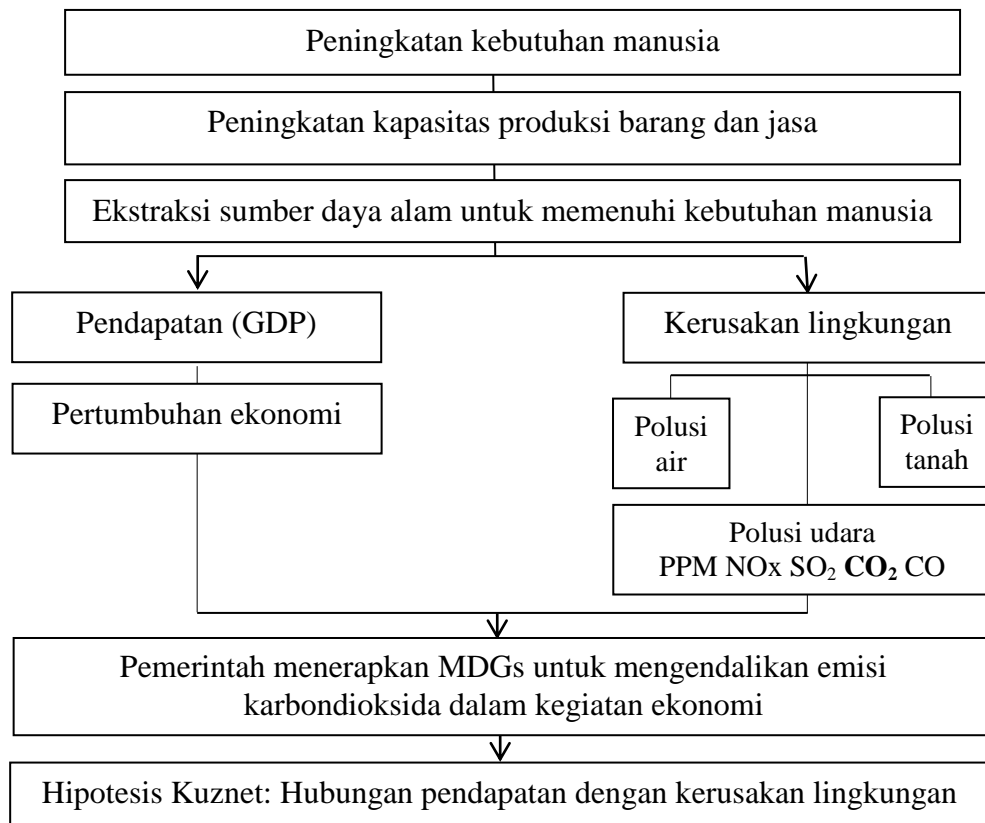 Peningkatan kebutuhan manusia
Peningkatan kapasitas produksi barang dan jasa
Ekstraksi sumber daya alam untuk memenuhi kebutuhan manusia
Pendapatan (GDP)
Pertumbuhan ekonomi
Kerusakan lingkungan
Polusi
air
Polusi
tanah
Polusi udara
PPM NOx SO₂ CO₂ CO
Pemerintah menerapkan MDGs untuk mengendalikan emisi
karbondioksida dalam kegiatan ekonomi
Hipotesis Kuznet: Hubungan pendapatan dengan kerusakan lingkungan